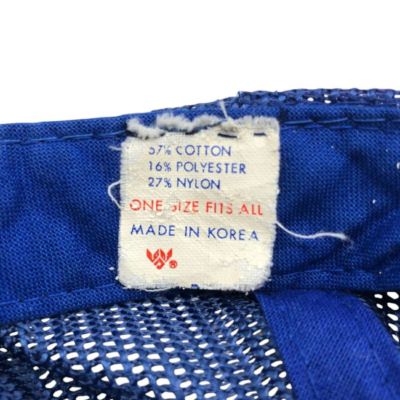 57% COTTON
16% POLYESTER
27% NYLON
ONE SIZE FITS ALL
MADE IN KOREA
®